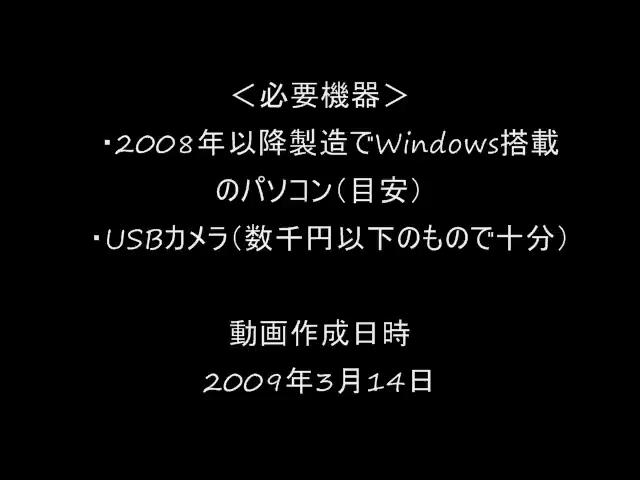 ＜必要機器＞
・2008年以降製造でWindows搭載
のパソコン（目安）
・USBカメラ（数千円以下のもので十分）
動画作成日時
2009年3月14日